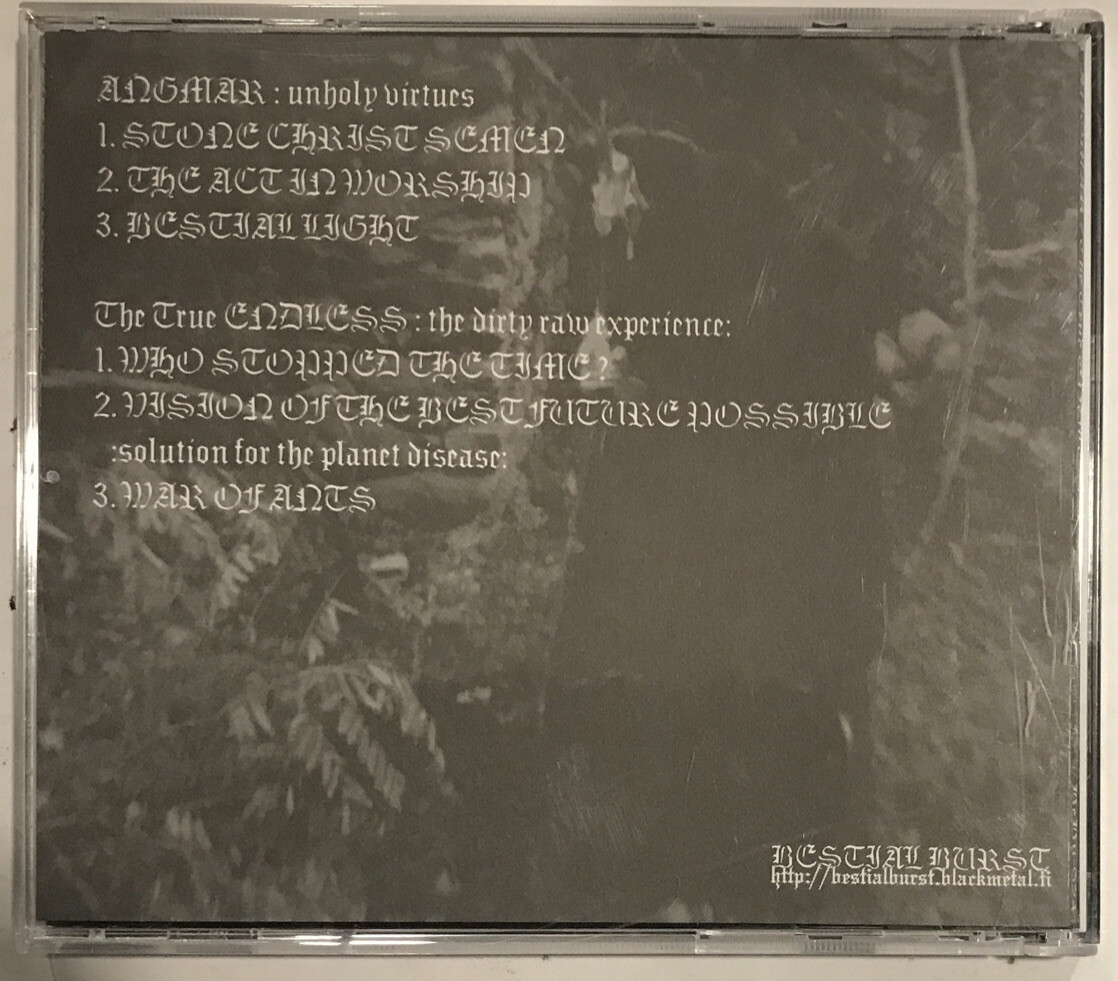 ANGMAR : unholy virtues
1. STONE CHRIST SEMEN
2. THE ACT IN WORSHIP
3. BESTIAL LIGHT
The True ENDLESS : the dirty raw experience:
1. WHO STOPPED THE TIME ?
2. VISION OF THE BEST FUTURE POSSIBLE
:solution for the planet disease:
3. WAR OF ANTS
BESTIAL BURST
http://bestialburst.blackmetal.fi